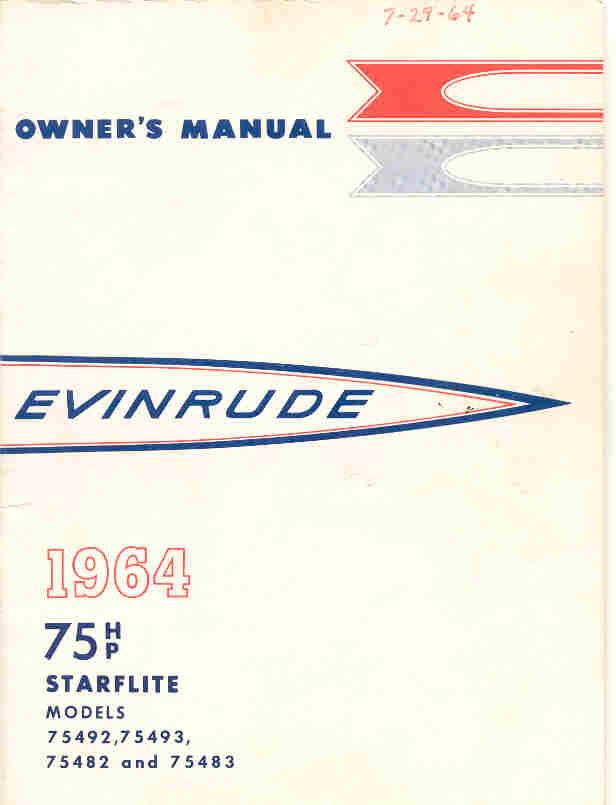 7-29-64
OWNER'S MANUAL
EVINRUDE
1964
75 HP
STARFLITE
MODELS
75492,75493,
75482 and 75483